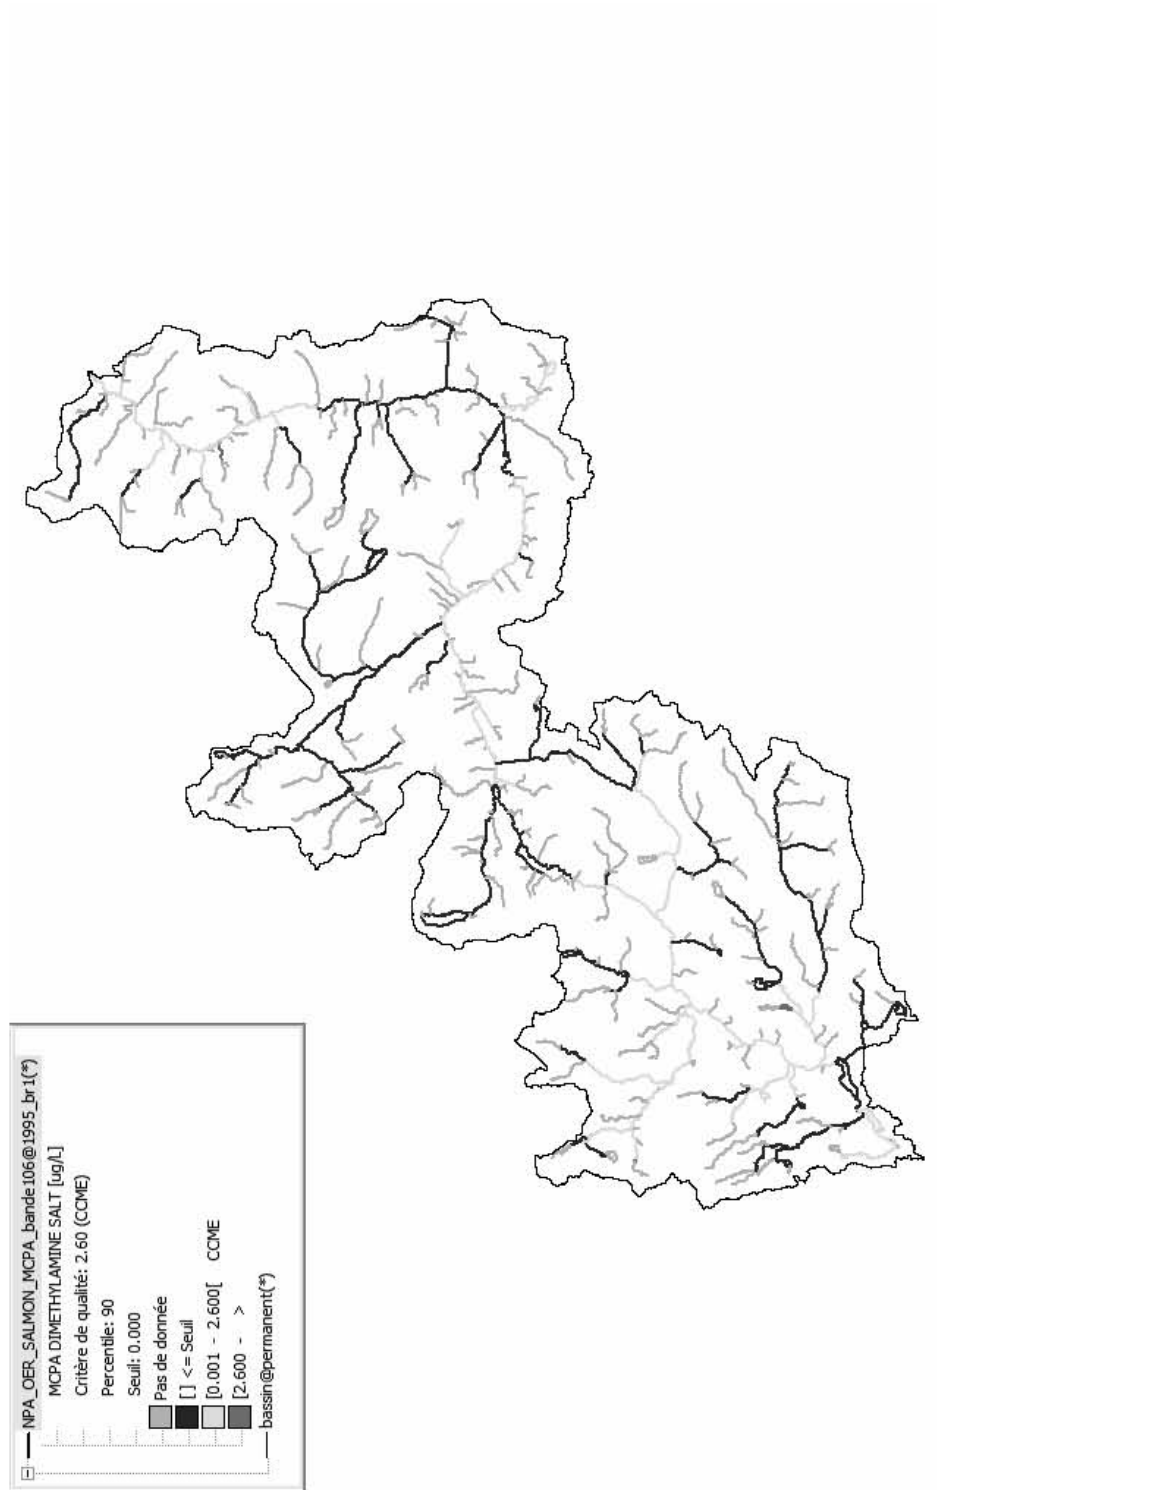 NPA_OER_SALMON_MCPA_bande106@1995_br1(*)
MCPA DIMETHYLAMINE SALT [ug/L]
Critère de qualité: 2.60 (CCME)
Percentile: 90
Seuil: 0.000
Pas de donnée
[ ] <= Seuil
[0.001 - 2.600[ CCME
[2.600 - >
bassin@permanent(*)